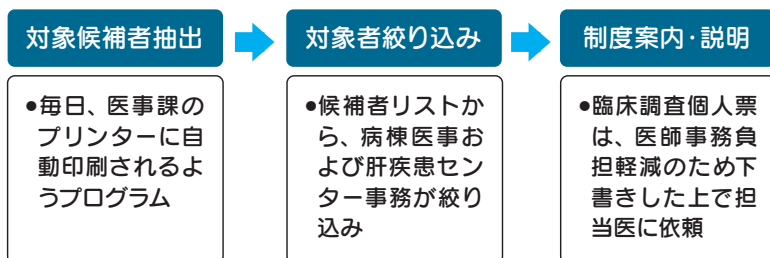 対象候補者抽出
●毎日、医事課の
プリンターに自
動印刷されるよ
うプログラム
対象者絞り込み
●候補者リストか
ら、病棟医事お
よび肝疾患セン
ター事務が絞り
込み
制度案内・説明
●臨床調査個人票
は、医師事務負
担軽減のため下
書きした上で担
当医に依頼